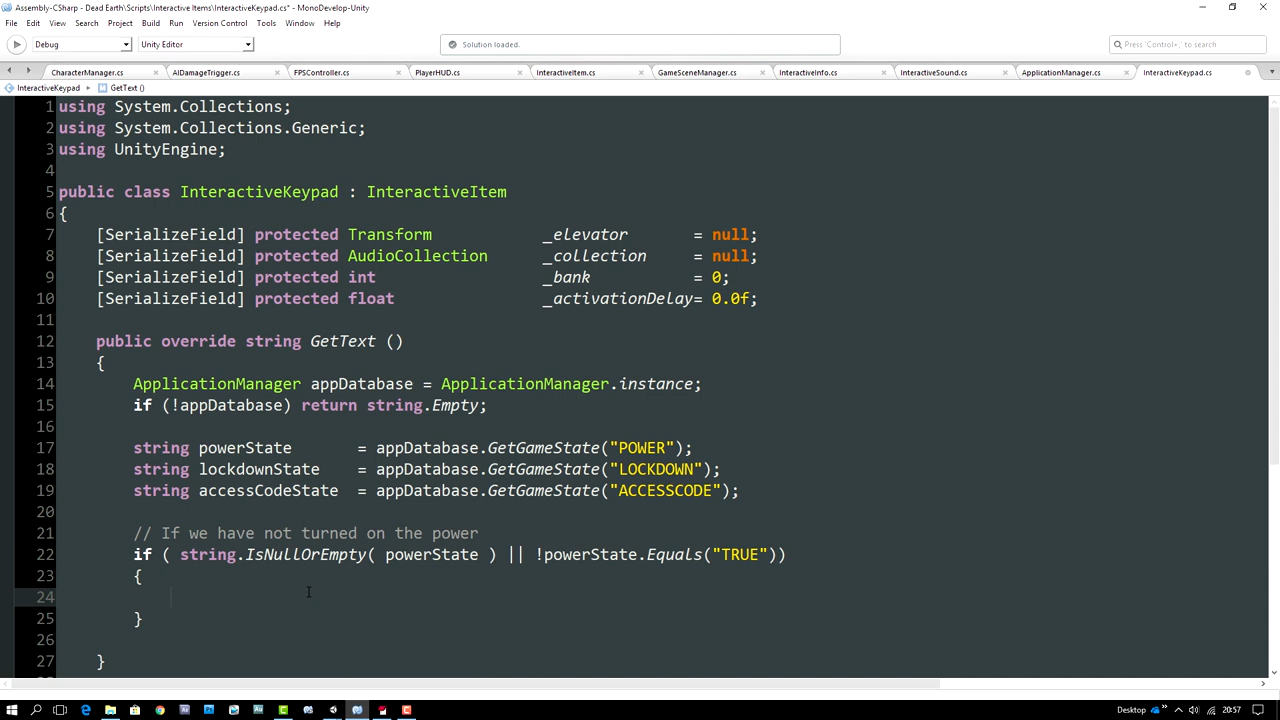 Assembly-CSharp - Dead Earth\Scripts\Interactive Items\InteractiveKeypad.cs* - MonoDevelop-Unity
File Edit View Search Project Build Run Version Control Tools Window Help
Debug Unity Editor Solution loaded. Press 'Control+,' to search
CharacterManager.cs AIDamageTrigger.cs FPSController.cs PlayerHUD.cs InteractiveItem.cs GameSceneManager.cs InteractiveInfo.cs InteractiveSound.cs ApplicationManager.cs InteractiveKeypad.cs
InteractiveKeypad GetText ()
1 using System.Collections;
2 using System.Collections.Generic;
3 using UnityEngine;
4
5 public class InteractiveKeypad : InteractiveItem
6 {
7 [SerializeField] protected Transform _elevator = null;
8 [SerializeField] protected AudioCollection _collection = null;
9 [SerializeField] protected int _bank = 0;
10 [SerializeField] protected float _activationDelay= 0.0f;
11
12 public override string GetText ()
13 {
14 ApplicationManager appDatabase = ApplicationManager.instance;
15 if (!appDatabase) return string.Empty;
16
17 string powerState = appDatabase.GetGameState("POWER");
18 string lockdownState = appDatabase.GetGameState("LOCKDOWN");
19 string accessCodeState = appDatabase.GetGameState("ACCESSCODE");
20
21 // If we have not turned on the power
22 if ( string.IsNullOrEmpty( powerState ) || !powerState.Equals("TRUE"))
23 {
24
25 }
26
27 }
Desktop 20:57